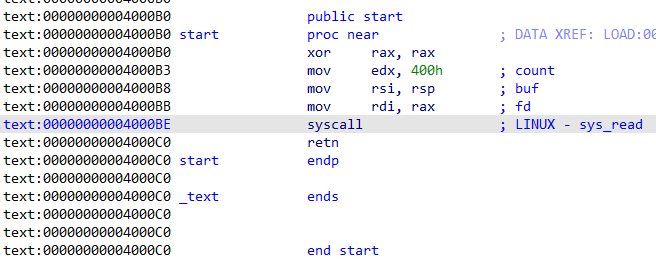 .text:00000000004000B0 public start
.text:00000000004000B0 start proc near ; DATA XREF: LOAD:00
.text:00000000004000B0 xor rax, rax
.text:00000000004000B3 mov edx, 400h ; count
.text:00000000004000B8 mov rsi, rsp ; buf
.text:00000000004000BB mov rdi, rax ; fd
.text:00000000004000BE syscall ; LINUX - sys_read
.text:00000000004000C0 retn
.text:00000000004000C0 start endp
.text:00000000004000C0
.text:00000000004000C0 _text ends
.text:00000000004000C0
.text:00000000004000C0
.text:00000000004000C0 end start